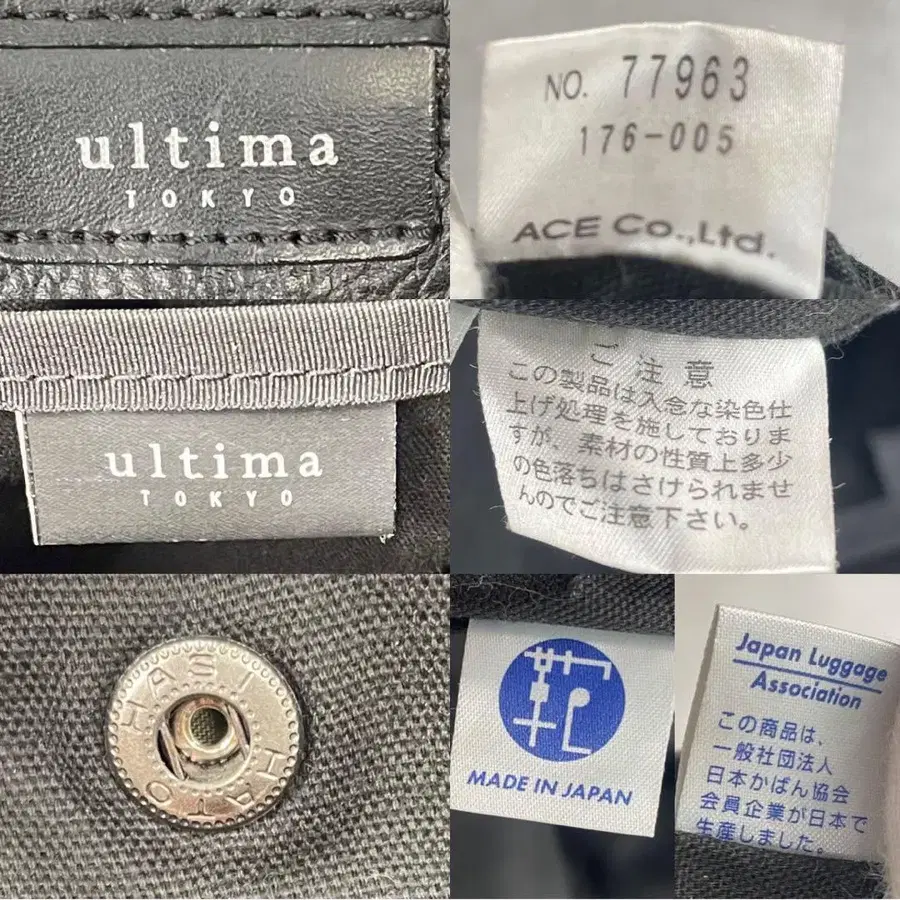 ultima
TOKYO
NO. 77963
176-005
ACE Co.,Ltd.
ultima
TOKYO
ご注意
この製品は入念な染色仕
上げ処理を施しておりま
すが、素材の性質上多少
の色落ちはさけられませ
んのでご注意下さい。
HASI HATO
MADE IN JAPAN
Japan Luggage
Association
この商品は、
一般社団法人
日本かばん協会
会員企業が日本で
生産しました。